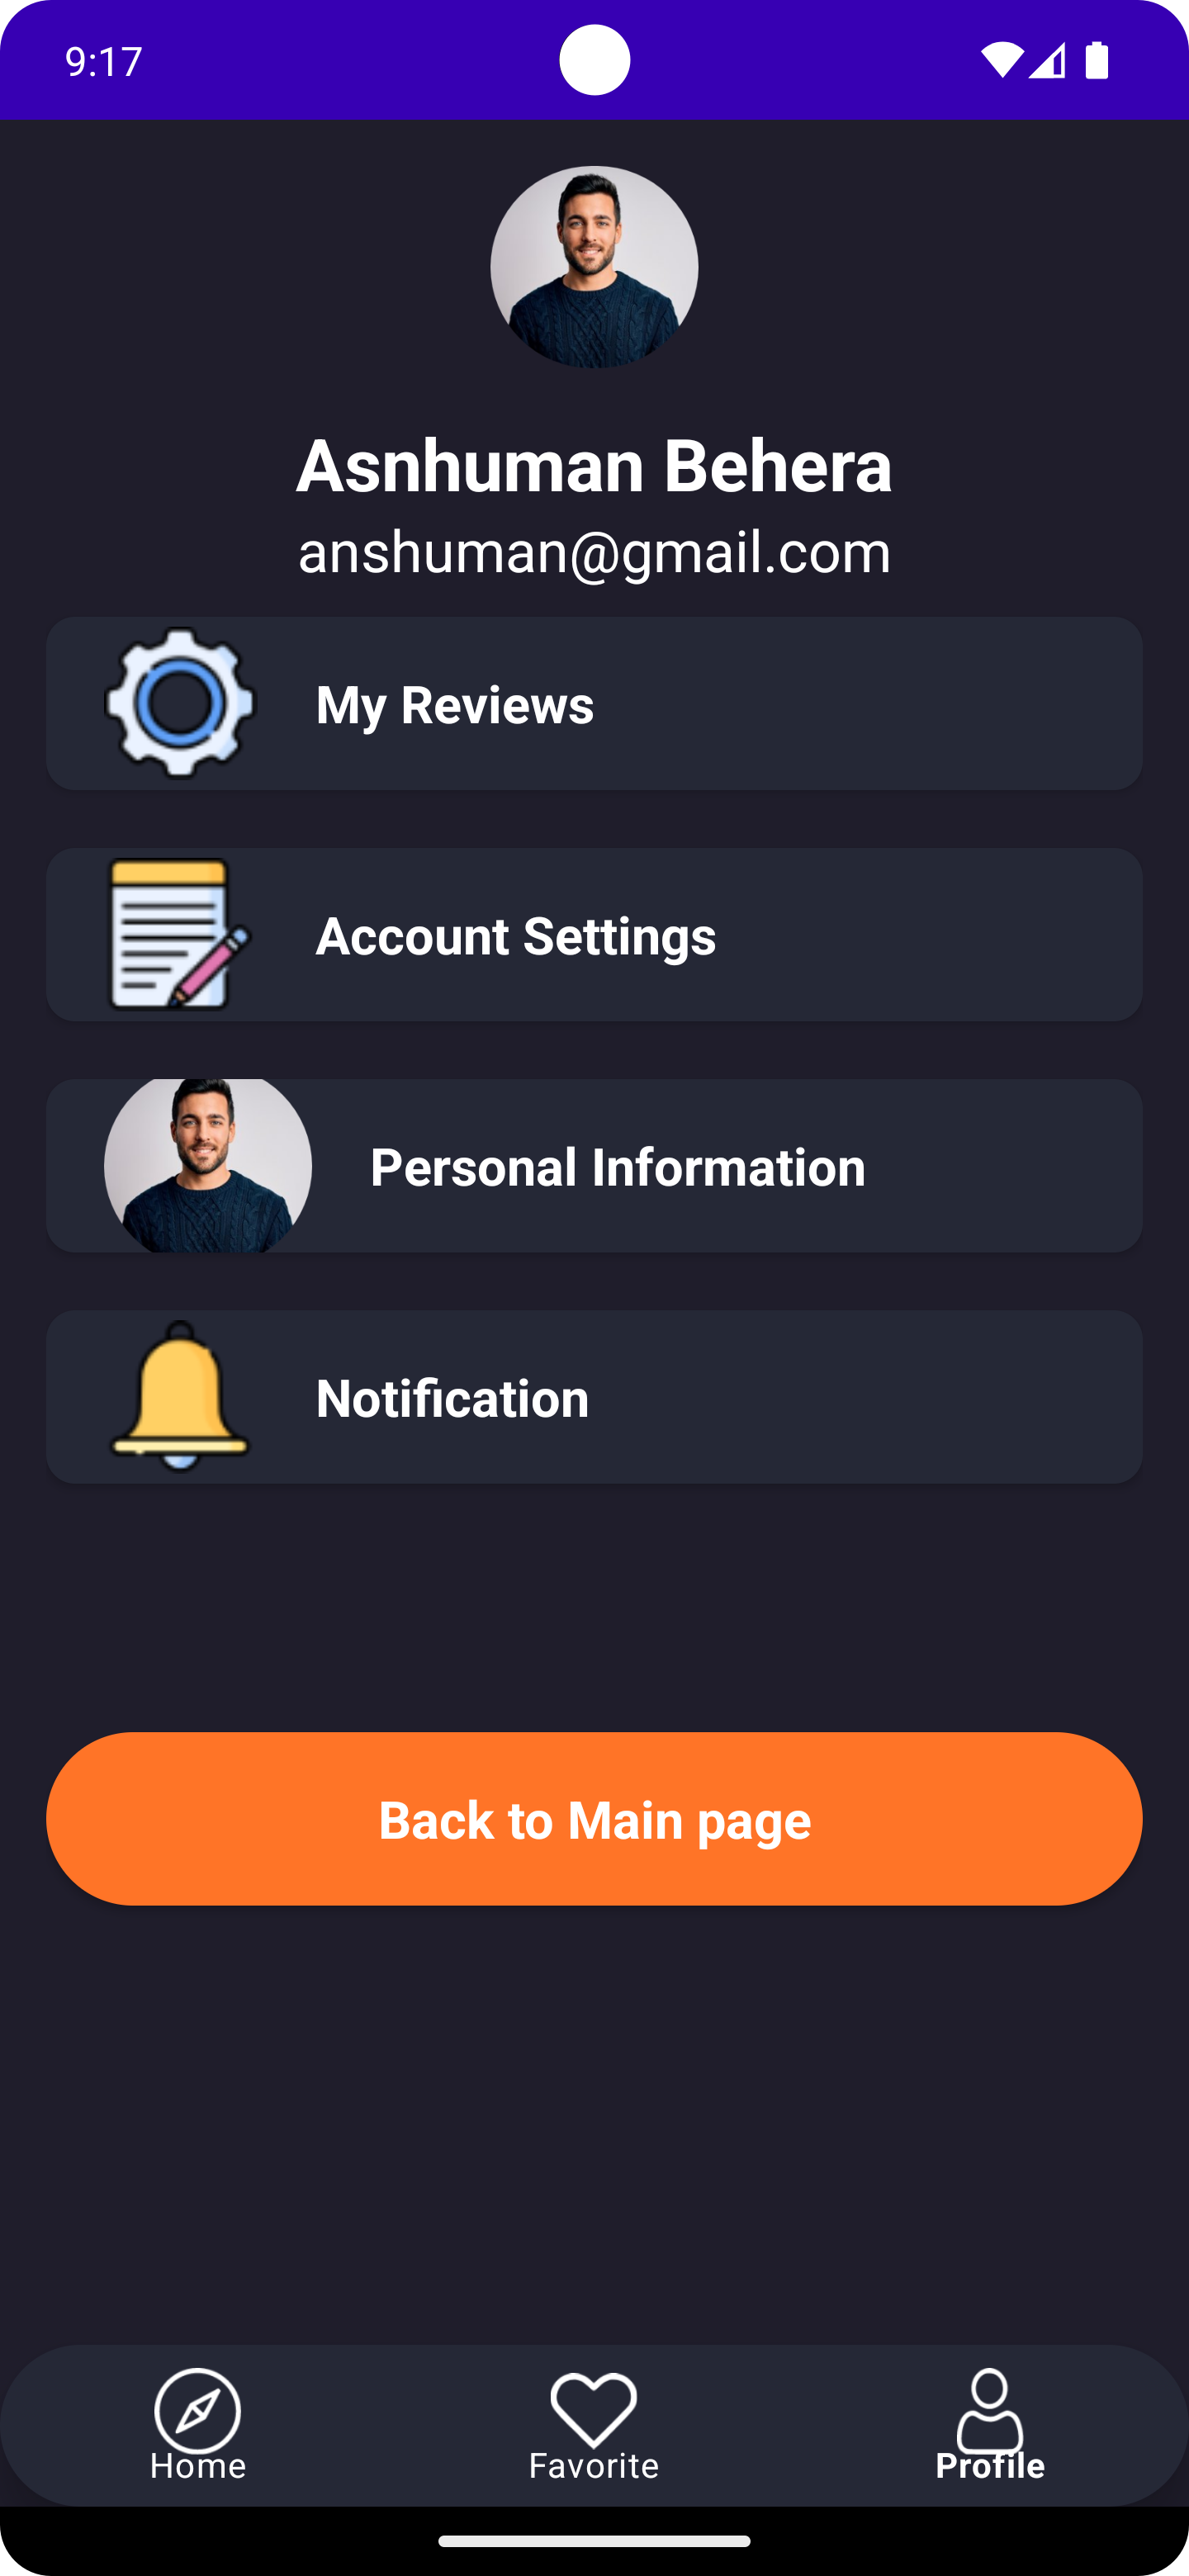 9:17
Asnhuman Behera
anshuman@gmail.com
My Reviews
Account Settings
Personal Information
Notification
Back to Main page
Home
Favorite
Profile